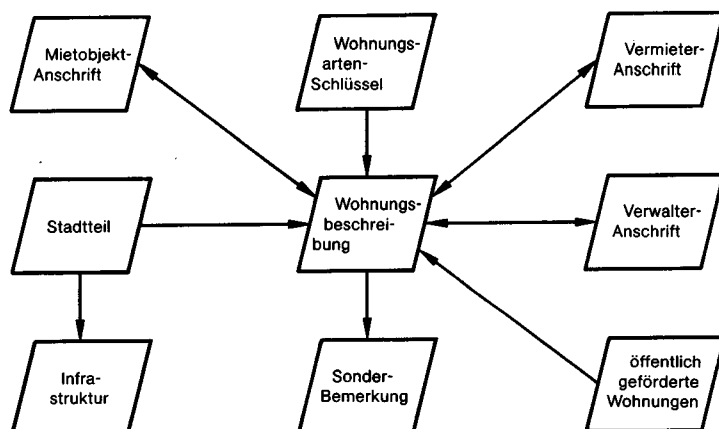 Mietobjekt-
Anschrift
Wohnungs-
arten-
Schlüssel
Vermieter-
Anschrift
Stadtteil
Wohnungs-
beschrei-
bung
Verwalter-
Anschrift
Infra-
struktur
Sonder-
Bemerkung
öffentlich
geförderte
Wohnungen